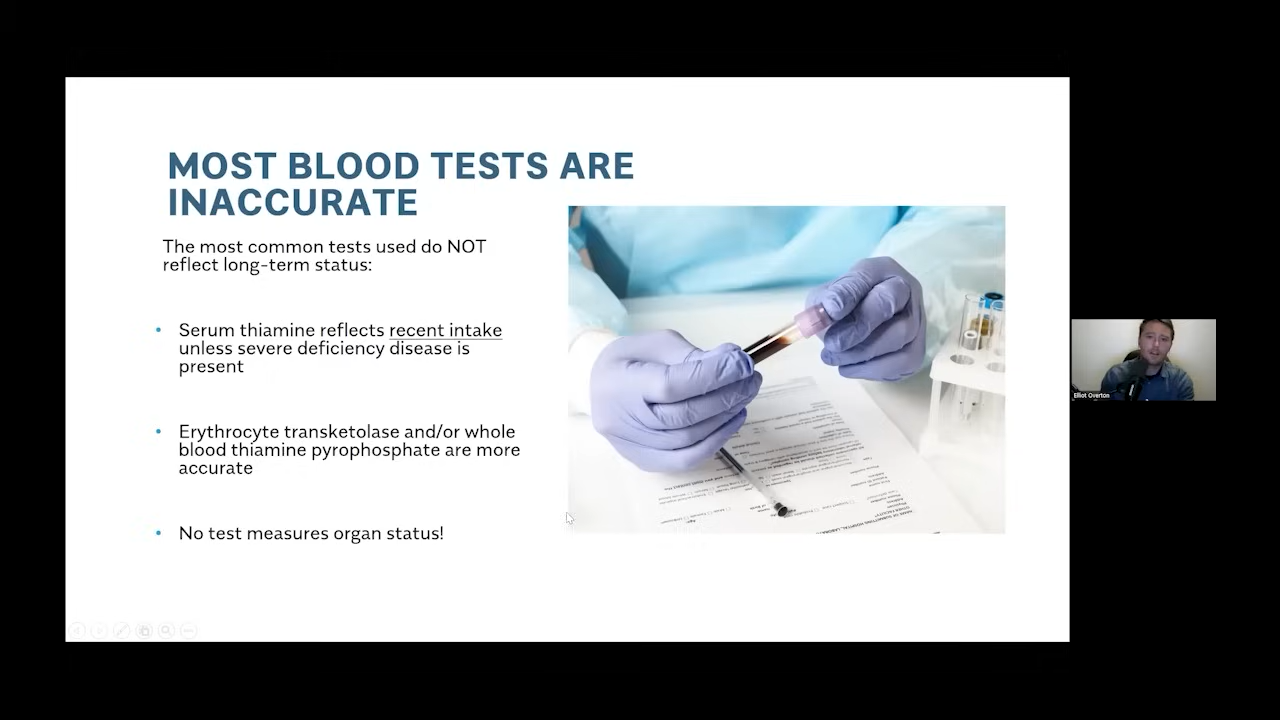 MOST BLOOD TESTS ARE
INACCURATE
The most common tests used do NOT
reflect long-term status:
• Serum thiamine reflects recent intake
unless severe deficiency disease is
present
• Erythrocyte transketolase and/or whole
blood thiamine pyrophosphate are more
accurate
• No test measures organ status!
Elliot Overton